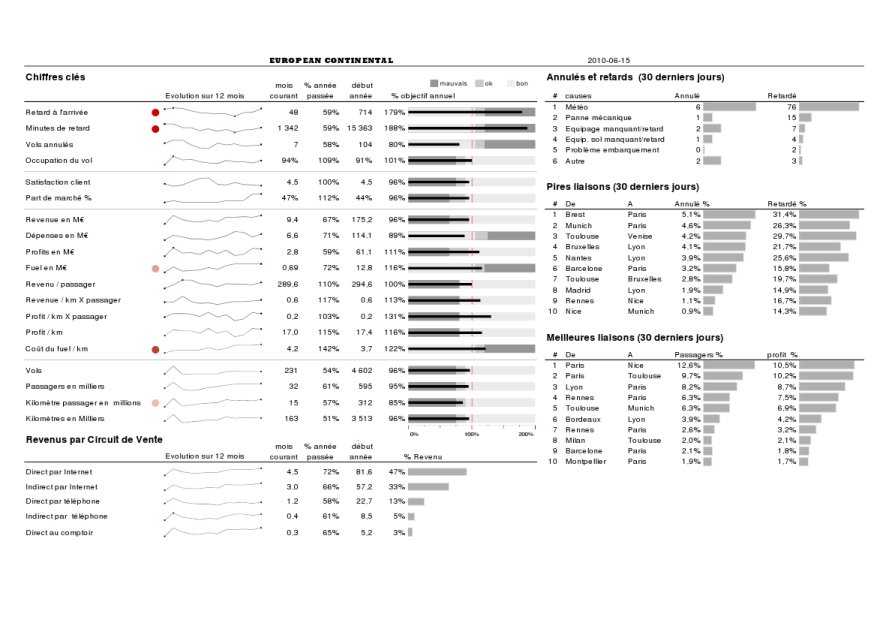 EUROPEAN CONTINENTAL 2010-06-15
Chiffres clés
mois % année début
mauvais ok bon
Evolution sur 12 mois courant passée année % objectif annuel
Retard à l'arrivée 48 59% 714 179%
Minutes de retard 1 342 59% 15 363 188%
Vols annulés 7 58% 104 80%
Occupation du vol 94% 109% 91% 101%
Satisfaction client 4,5 100% 4,5 96%
Part de marché % 47% 112% 44% 96%
Revenue en M€ 9,4 67% 175,2 96%
Dépenses en M€ 6,6 71% 114,1 89%
Profits en M€ 2,8 59% 61,1 111%
Fuel en M€ 0,69 72% 12,8 116%
Revenu / passager 289,6 110% 294,6 100%
Revenue / km X passager 0,6 117% 0,6 113%
Profit / km X passager 0,2 103% 0,2 131%
Profit / km 17,0 115% 17,4 116%
Coût du fuel / km 4,2 142% 3,7 122%
Vols 231 54% 4 602 96%
Passagers en milliers 32 61% 595 95%
Kilomètre passager en millions 15 57% 312 85%
Kilomètres en Milliers 163 51% 3 513 96%
0% 100% 200%
Revenus par Circuit de Vente
mois % année début
Evolution sur 12 mois courant passée année % Revenu
Direct par Internet 4,5 72% 81,6 47%
Indirect par Internet 3,0 66% 57,2 33%
Direct par téléphone 1,2 58% 22,7 13%
Indirect par téléphone 0,4 61% 8,5 5%
Direct au comptoir 0,3 65% 5,2 3%
Annulés et retards (30 derniers jours)
# causes Annulé Retardé
1 Météo 6 76
2 Panne mécanique 1 15
3 Equipage manquant/retard 2 7
4 Equip. sol manquant/retard 1 4
5 Problème embarquement 0 2
6 Autre 2 3
Pires liaisons (30 derniers jours)
# De A Annulé % Retardé %
1 Brest Paris 5,1% 31,4%
2 Munich Paris 4,6% 26,3%
3 Toulouse Venise 4,2% 29,7%
4 Bruxelles Lyon 4,1% 21,7%
5 Nantes Lyon 3,9% 25,6%
6 Barcelone Paris 3,2% 15,8%
7 Toulouse Bruxelles 2,8% 19,7%
8 Madrid Lyon 1,9% 14,9%
9 Rennes Nice 1,1% 16,7%
10 Nice Munich 0,9% 14,3%
Meilleures liaisons (30 derniers jours)
# De A Passagers % profit %
1 Paris Nice 12,6% 10,5%
2 Paris Toulouse 9,7% 10,2%
3 Lyon Paris 8,2% 8,7%
4 Rennes Paris 6,3% 7,5%
5 Toulouse Munich 6,3% 6,9%
6 Bordeaux Lyon 3,9% 4,2%
7 Rennes Paris 2,6% 3,2%
8 Milan Toulouse 2,0% 2,1%
9 Barcelone Paris 2,1% 1,8%
10 Montpellier Paris 1,9% 1,7%